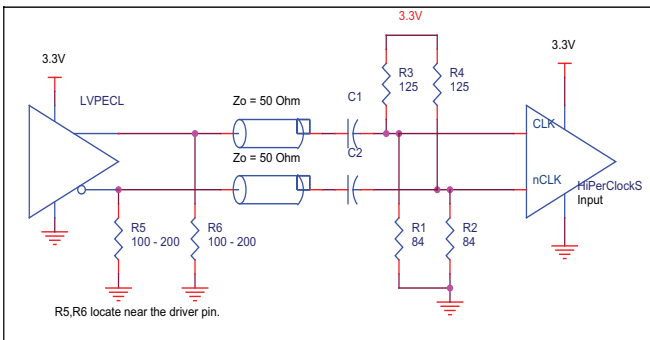 3.3V
3.3V
3.3V
LVPECL
R3
125
R4
125
Zo = 50 Ohm
C1
CLK
Zo = 50 Ohm
C2
nCLK
HiPerClockS
Input
R5
100 - 200
R6
100 - 200
R1
84
R2
84
R5,R6 locate near the driver pin.